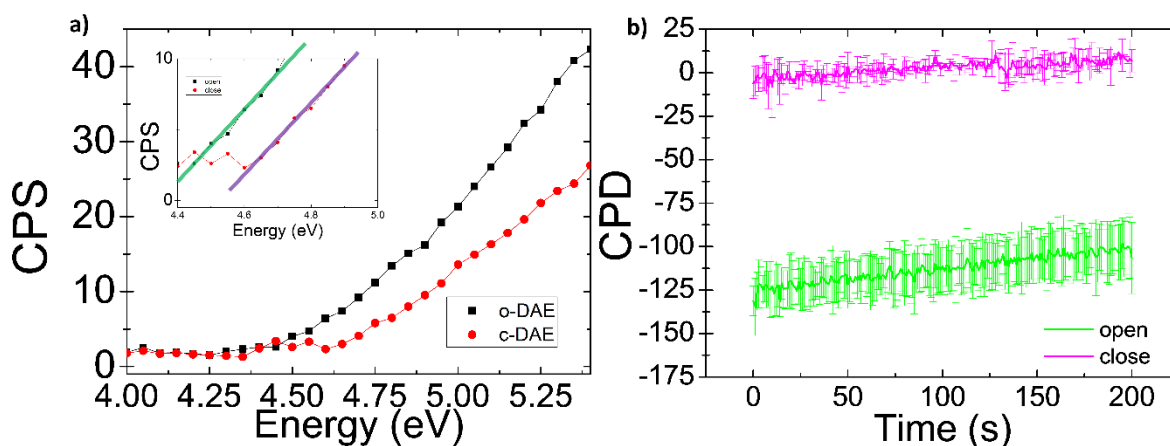 a)
CPS
40
30
20
10
0
4.00 4.25 4.50 4.75 5.00 5.25
Energy (eV)
o-DAE
c-DAE
10
0
CPS
open
close
4.4 4.6 4.8 5.0
Energy (eV)
b)
CPD
25
0
-25
-50
-75
-100
-125
-150
-175
0 50 100 150 200
Time (s)
open
close